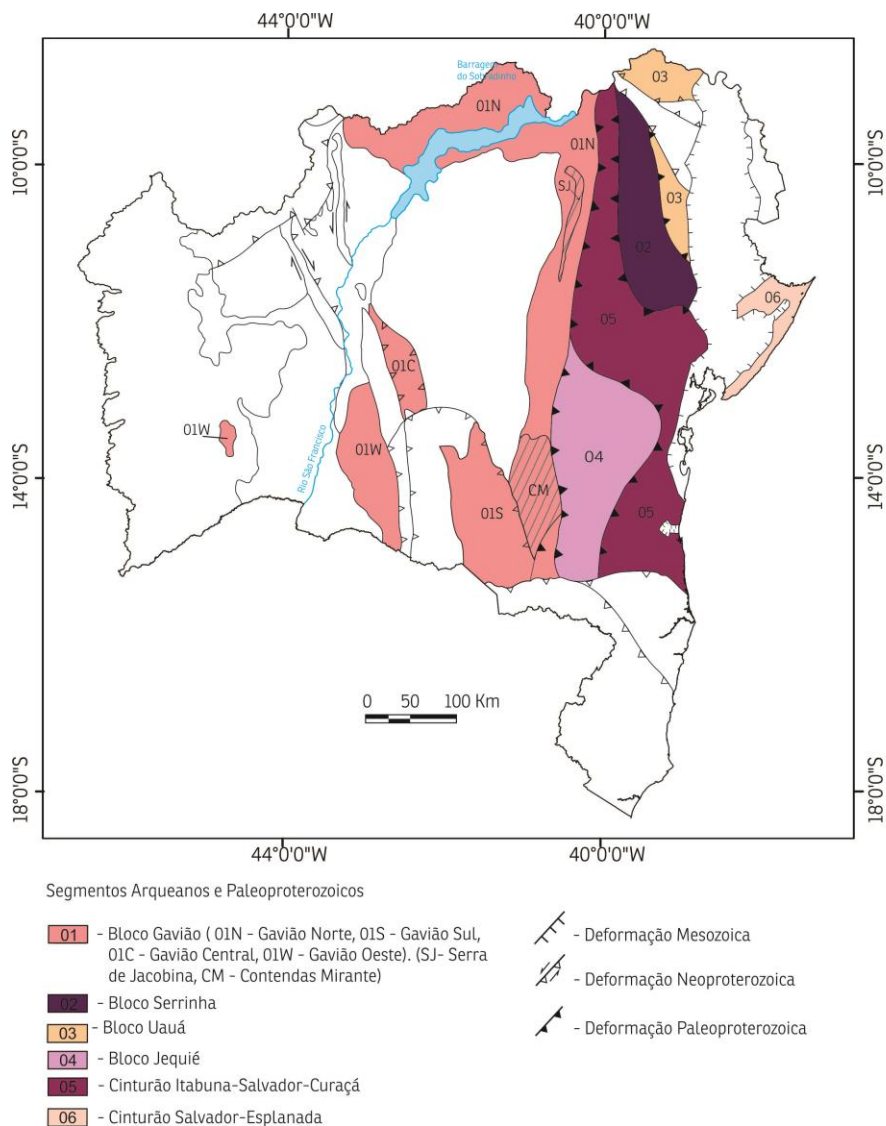 44°0'0"W
40°0'0"W
Barragem
do Sobradinho
03
01N
01N
10°0'0"S
10°0'0"S
SJ
03
02
06
05
01C
01W
01W
Rio São Francisco
04
14°0'0"S
14°0'0"S
CM
01S
05
0 50 100 Km
18°0'0"S
18°0'0"S
44°0'0"W
40°0'0"W
Segmentos Arqueanos e Paleoproterozoicos
01 - Bloco Gavião ( 01N - Gavião Norte, 01S - Gavião Sul,
01C - Gavião Central, 01W - Gavião Oeste). (SJ- Serra
de Jacobina, CM - Contendas Mirante)
02 - Bloco Serrinha
03 - Bloco Uauá
04 - Bloco Jequié
05 - Cinturão Itabuna-Salvador-Curaçá
06 - Cinturão Salvador-Esplanada
- Deformação Mesozoica
- Deformação Neoproterozoica
- Deformação Paleoproterozoica